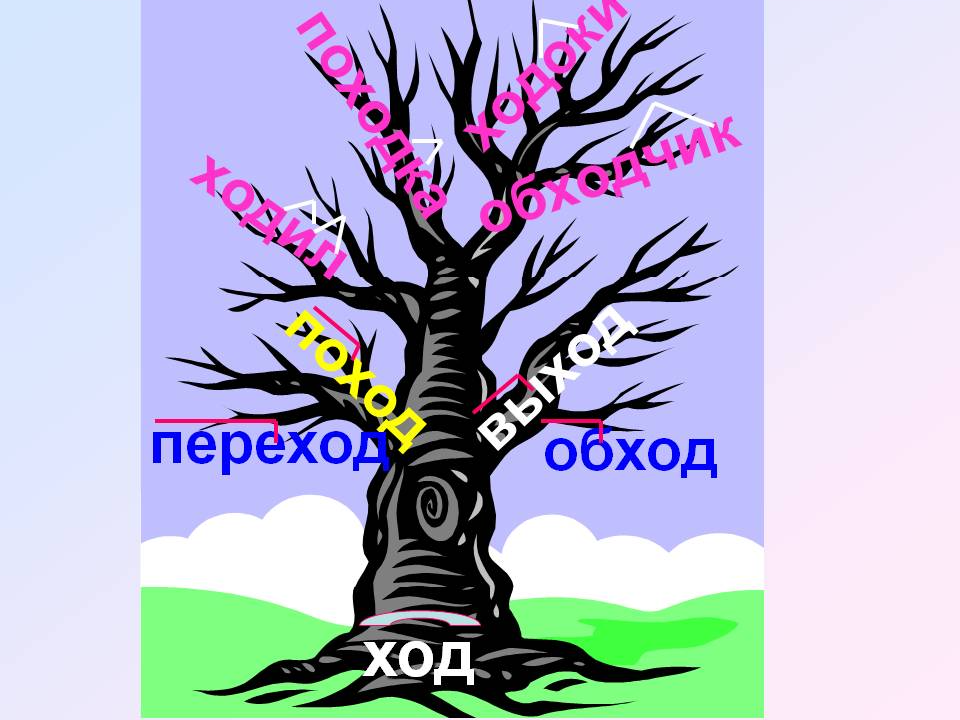 походка
ходоки
обходчик
ходил
поход
выход
переход
обход
ход